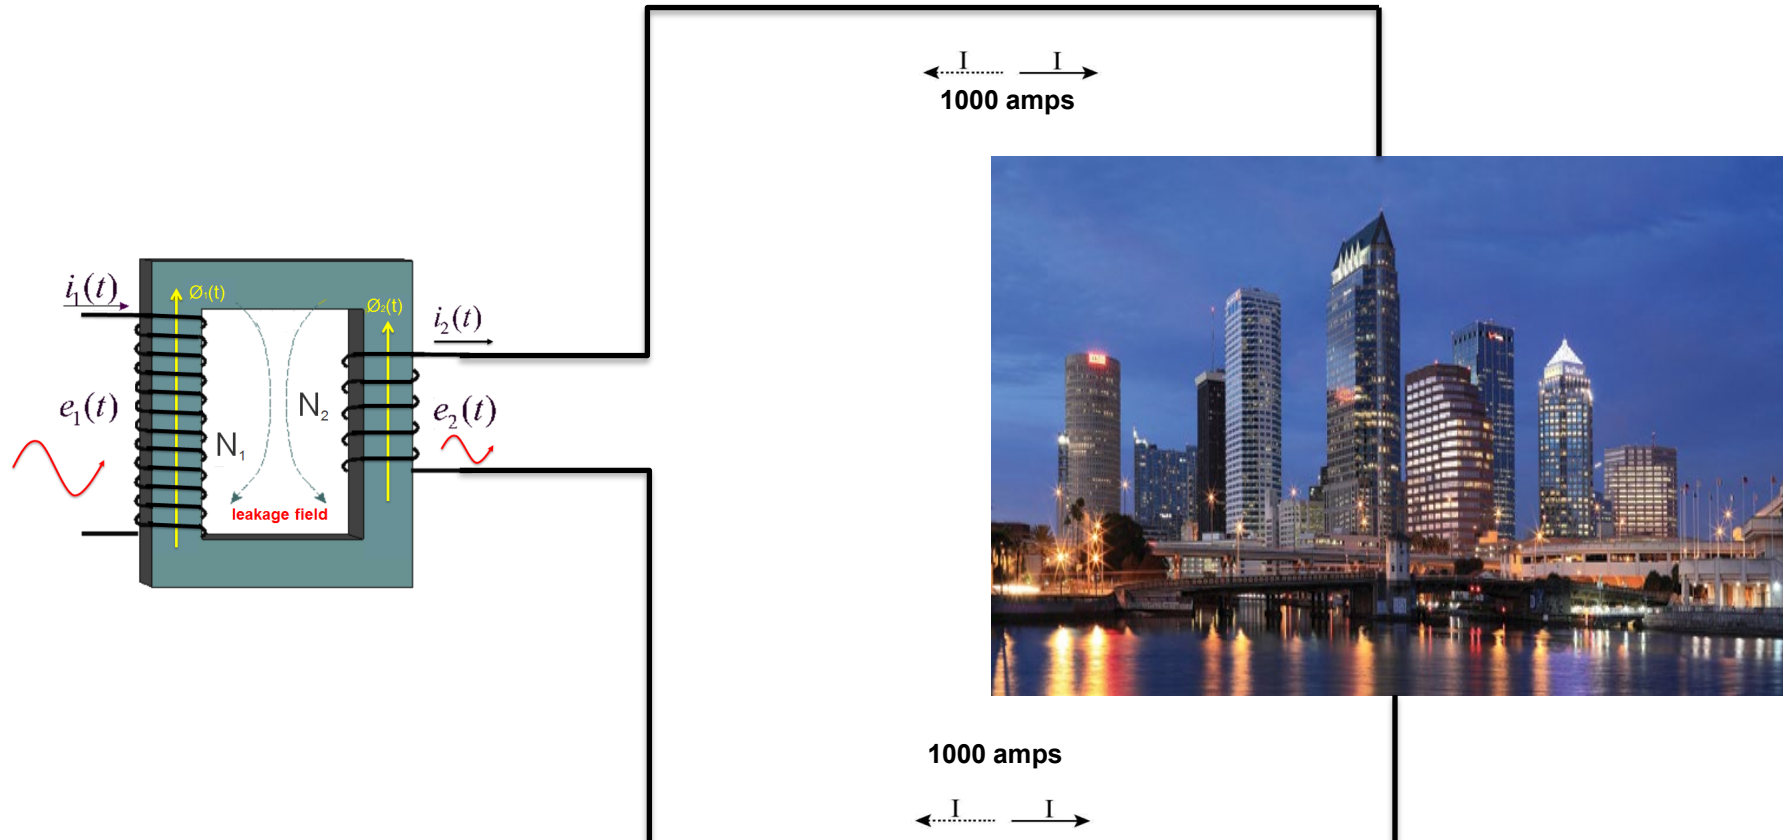 I I
1000 amps
i₁(t)
Ø₁(t)
Ø₂(t)
i₂(t)
e₁(t)
N₂
e₂(t)
N₁
leakage field
1000 amps
I I